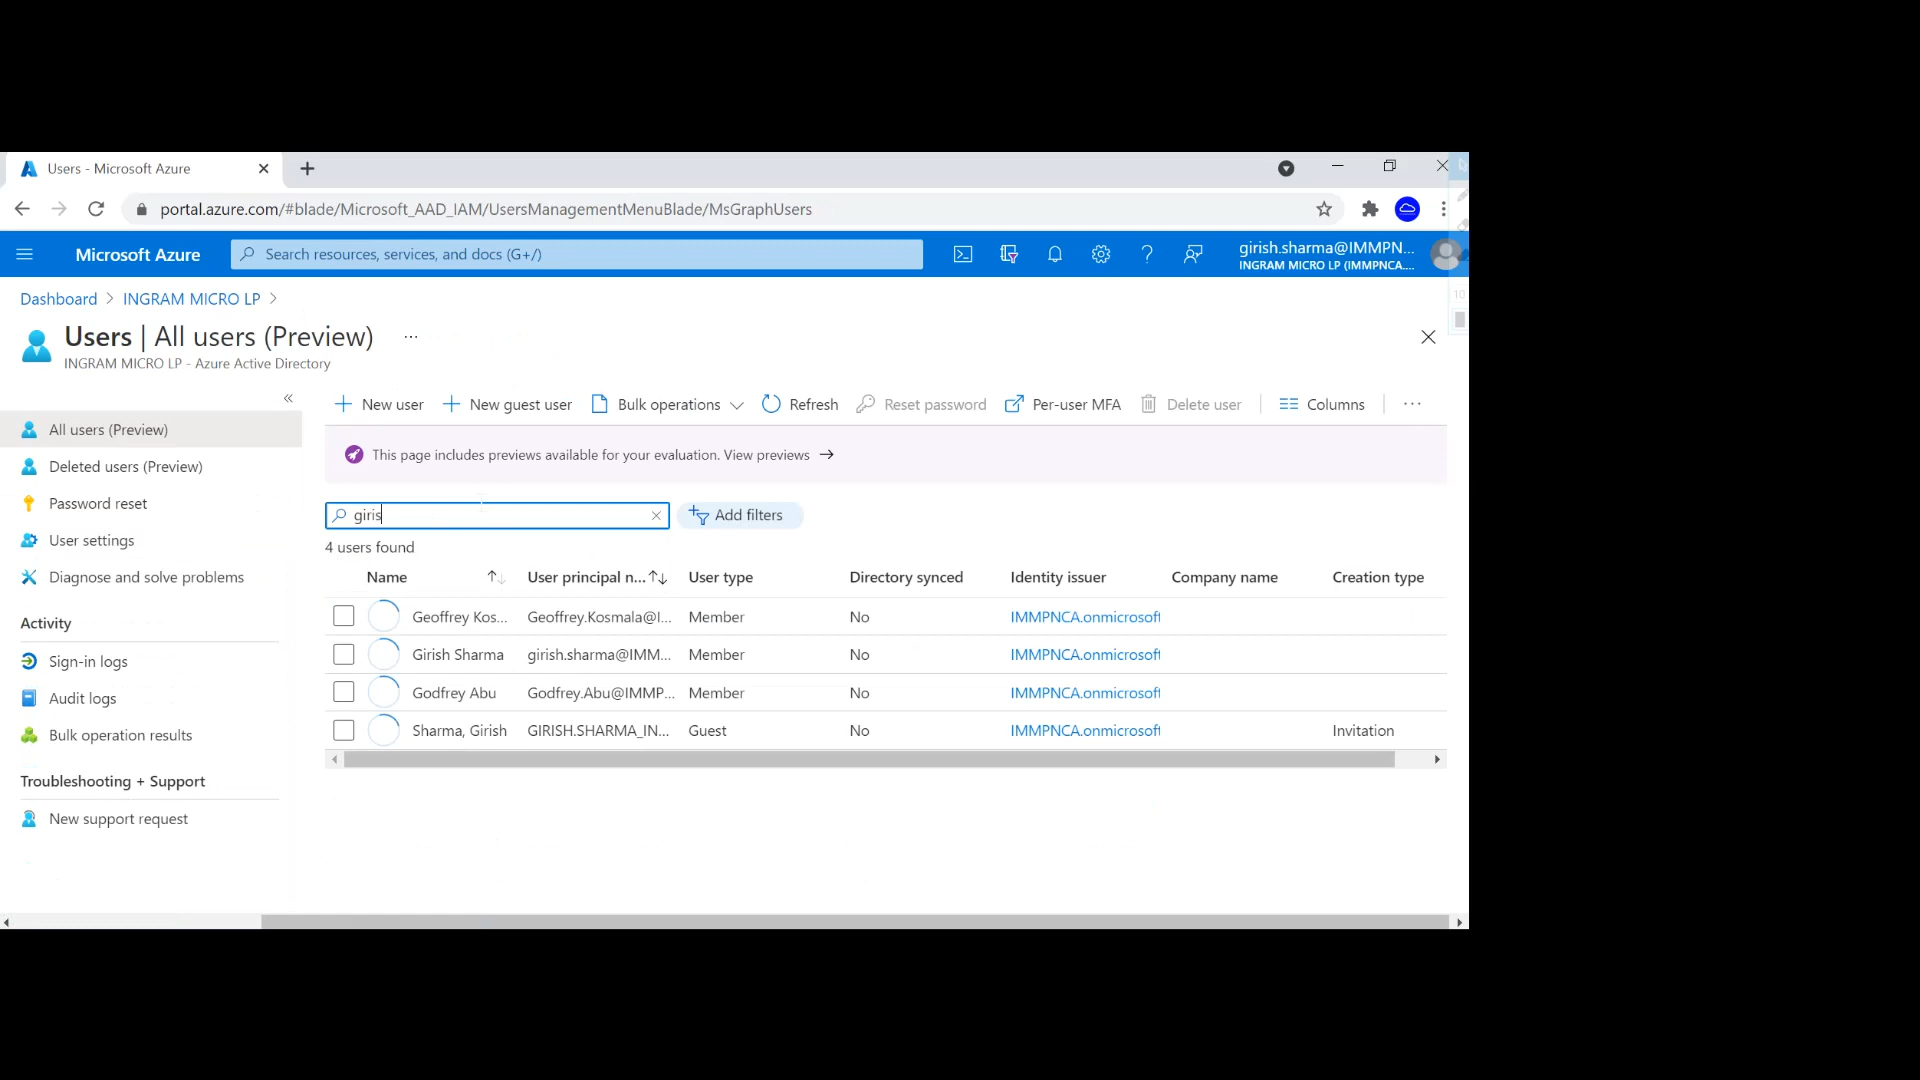 Users - Microsoft Azure
portal.azure.com/#blade/Microsoft_AAD_IAM/UsersManagementMenuBlade/MsGraphUsers
Microsoft Azure
Search resources, services, and docs (G+/)
girish.sharma@IMMPN...
INGRAM MICRO LP (IMMPNCA....
Dashboard > INGRAM MICRO LP >
Users | All users (Preview) ...
INGRAM MICRO LP - Azure Active Directory
All users (Preview)
Deleted users (Preview)
Password reset
User settings
Diagnose and solve problems
Activity
Sign-in logs
Audit logs
Bulk operation results
Troubleshooting + Support
New support request
New user New guest user Bulk operations Refresh Reset password Per-user MFA Delete user Columns ...
This page includes previews available for your evaluation. View previews →
giris
Add filters
4 users found
Name User principal n... User type Directory synced Identity issuer Company name Creation type
Geoffrey Kos... Geoffrey.Kosmala@I... Member No IMMPNCA.onmicrosoft
Girish Sharma girish.sharma@IMM... Member No IMMPNCA.onmicrosoft
Godfrey Abu Godfrey.Abu@IMMP... Member No IMMPNCA.onmicrosoft
Sharma, Girish GIRISH.SHARMA_IN... Guest No IMMPNCA.onmicrosoft Invitation
10